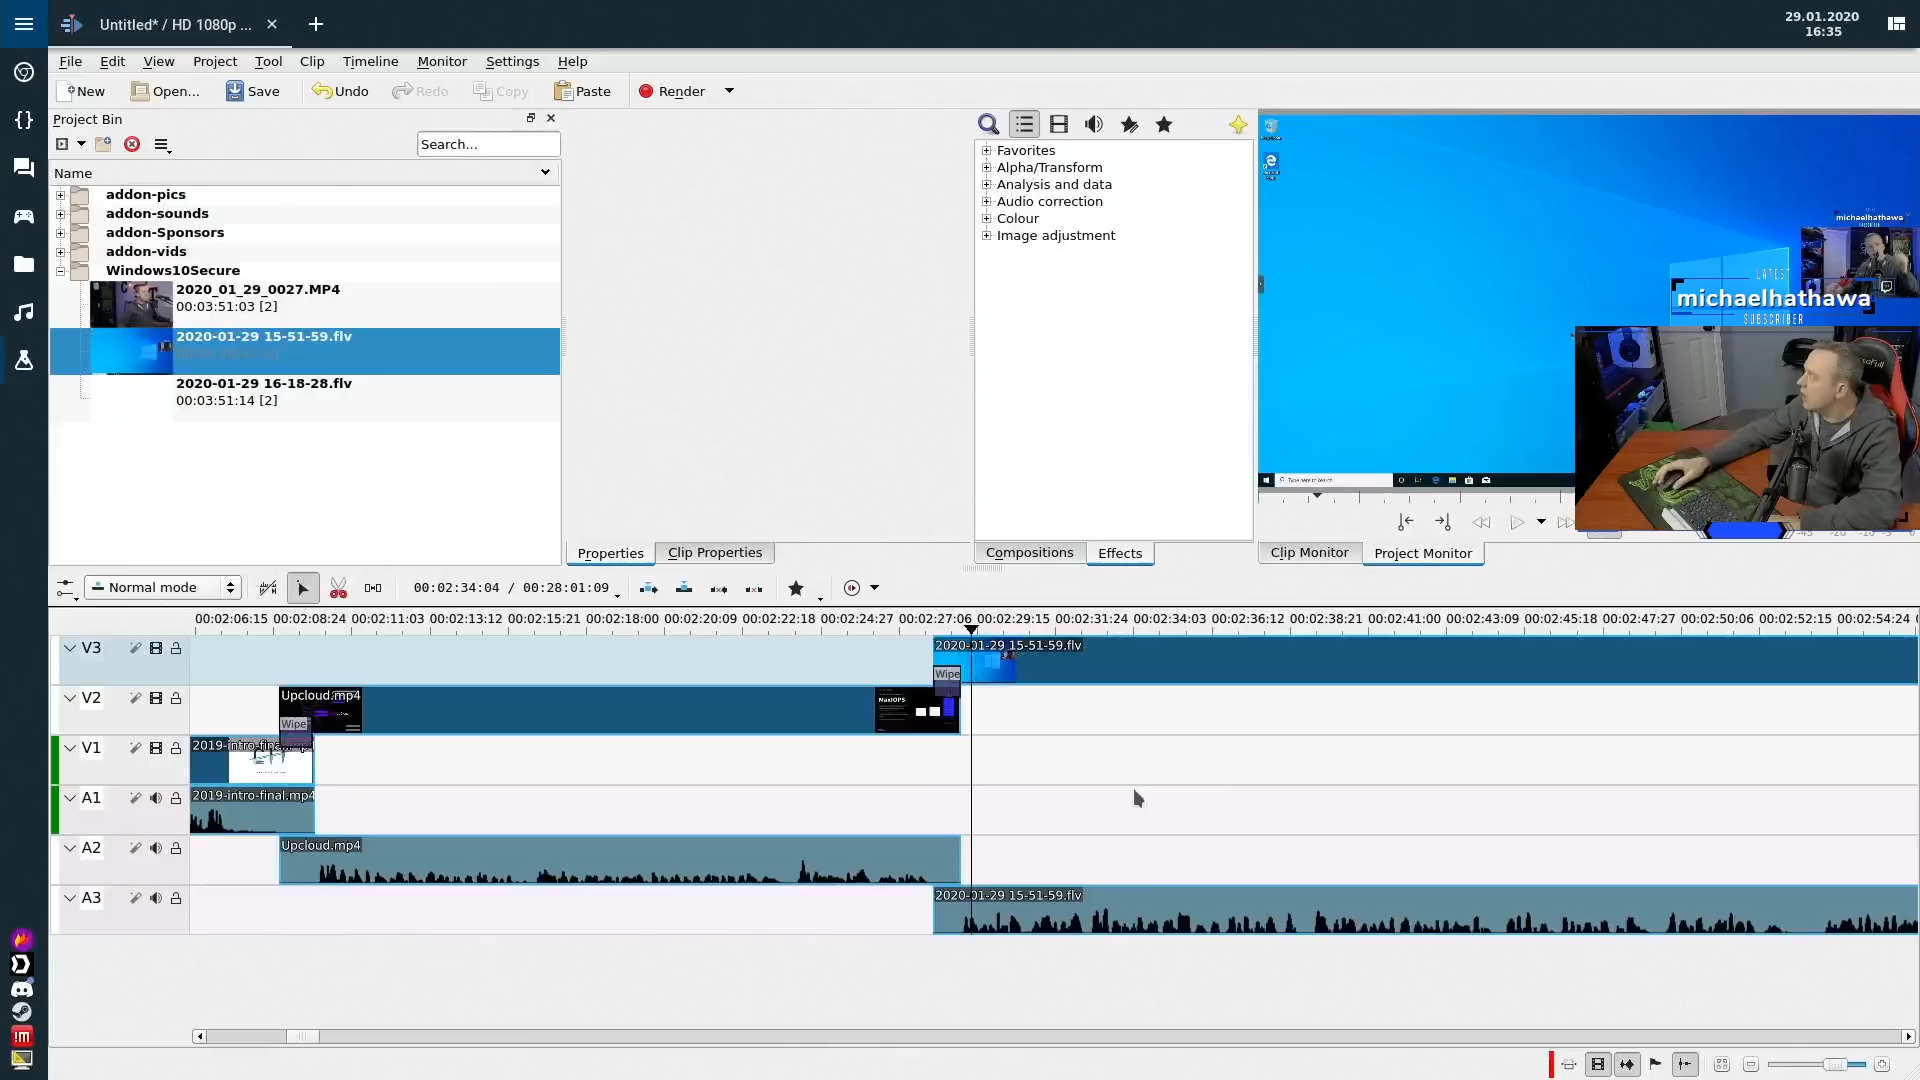 Untitled* / HD 1080p ...
29.01.2020
16:35
File Edit View Project Tool Clip Timeline Monitor Settings Help
New Open... Save Undo Redo Copy Paste Render
Project Bin
Search...
Name
addon-pics
addon-sounds
addon-Sponsors
addon-vids
Windows10Secure
2020_01_29_0027.MP4
00:03:51:03 [2]
2020-01-29 15-51-59.flv
2020-01-29 16-18-28.flv
00:03:51:14 [2]
Properties Clip Properties
Favorites
Alpha/Transform
Analysis and data
Audio correction
Colour
Image adjustment
Compositions Effects
michaelhathawa
LATEST
michaelhathawa
SUBSCRIBER
Type here to search
Clip Monitor Project Monitor
Normal mode
00:02:34:04 / 00:28:01:09
00:02:06:15 00:02:08:24 00:02:11:03 00:02:13:12 00:02:15:21 00:02:18:00 00:02:20:09 00:02:22:18 00:02:24:27 00:02:27:06 00:02:29:15 00:02:31:24 00:02:34:03 00:02:36:12 00:02:38:21 00:02:41:00 00:02:43:09 00:02:45:18 00:02:47:27 00:02:50:06 00:02:52:15 00:02:54:24
V3
2020-01-29 15-51-59.flv
Wipe
V2
Upcloud.mp4
MaxIOPS
Wipe
V1
2019-intro-final.mp4
A1
2019-intro-final.mp4
A2
Upcloud.mp4
A3
2020-01-29 15-51-59.flv